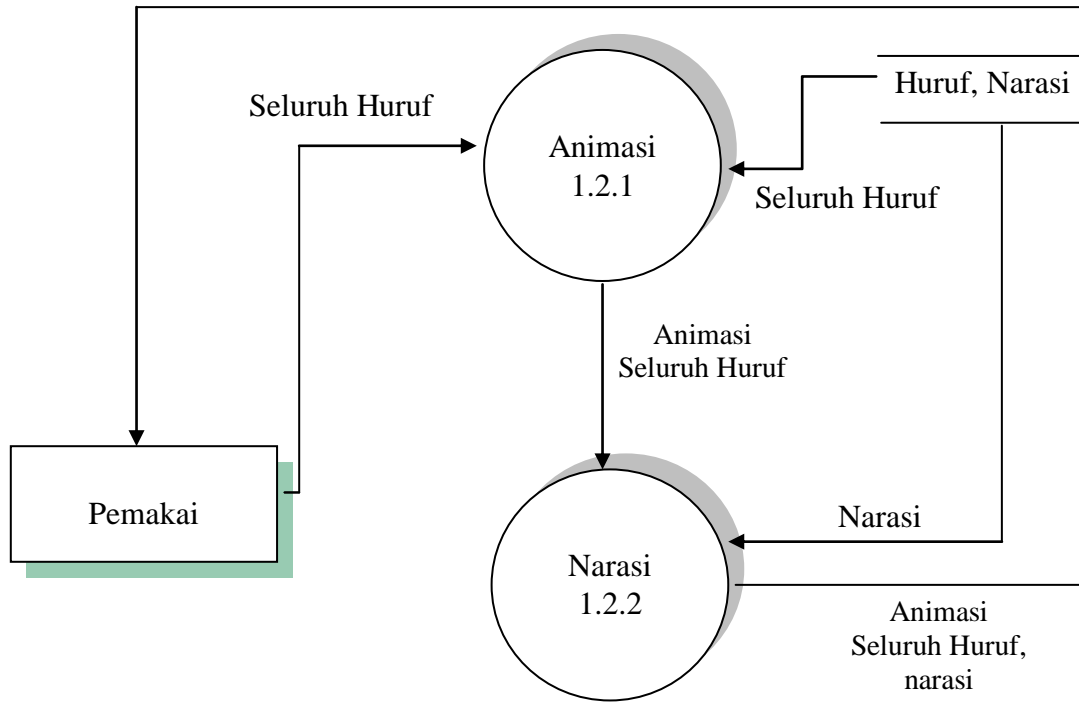 Huruf, Narasi
Seluruh Huruf
Animasi
1.2.1
Seluruh Huruf
Animasi
Seluruh Huruf
Pemakai
Narasi
Narasi
1.2.2
Animasi
Seluruh Huruf,
narasi